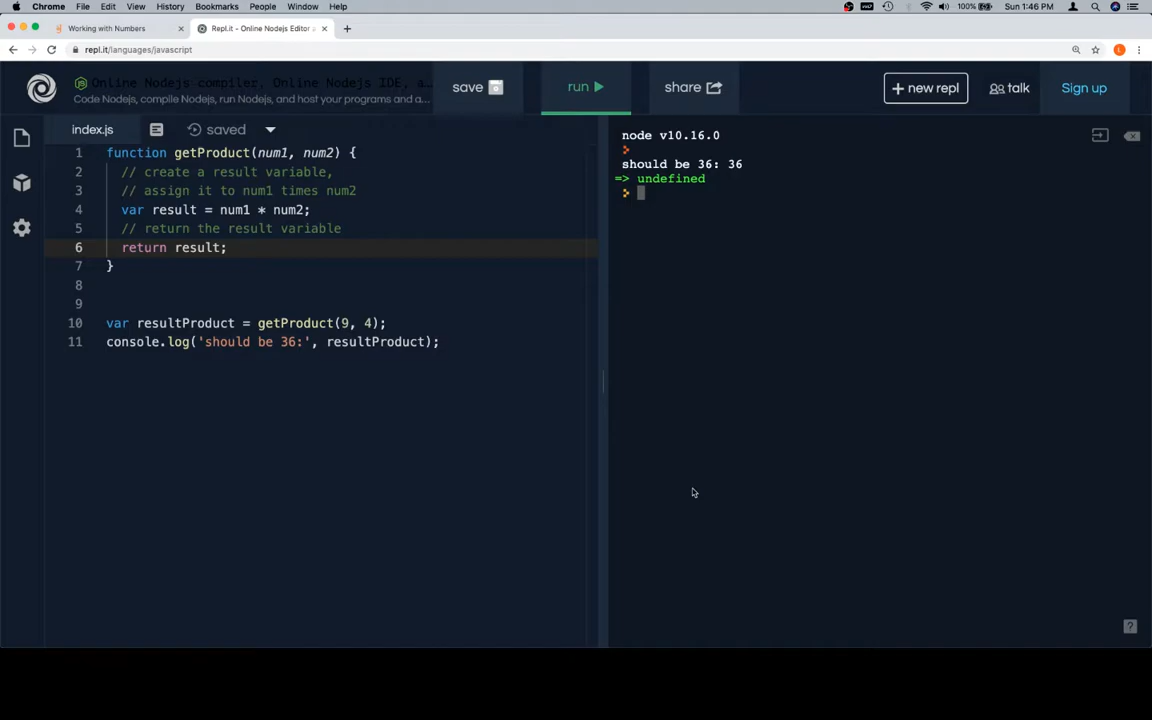 Chrome File Edit View History Bookmarks People Window Help 100% Sun 1:46 PM
Working with Numbers × Repl.it – Online Nodejs Editor × +
repl.it/languages/javascript L
Online Nodejs compiler, Online Nodejs IDE, a...
Code Nodejs, compile Nodejs, run Nodejs, and host your programs and a...
save run share + new repl talk Sign up
index.js saved
1 function getProduct(num1, num2) {
2 // create a result variable,
3 // assign it to num1 times num2
4 var result = num1 * num2;
5 // return the result variable
6 return result;
7 }
8
9
10 var resultProduct = getProduct(9, 4);
11 console.log('should be 36:', resultProduct);
node v10.16.0
>
should be 36: 36
=> undefined
>
?